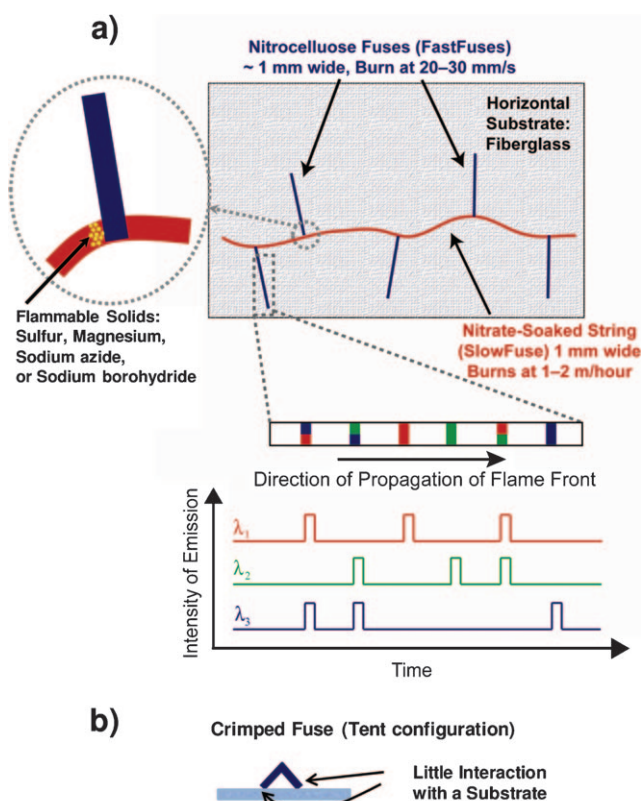 a)
Nitrocelluose Fuses (FastFuses)
~ 1 mm wide, Burn at 20–30 mm/s
Horizontal
Substrate:
Fiberglass
Flammable Solids:
Sulfur, Magnesium,
Sodium azide,
or Sodium borohydride
Nitrate-Soaked String
(SlowFuse) 1 mm wide
Burns at 1–2 m/hour
Direction of Propagation of Flame Front
Intensity of Emission
λ1
λ2
λ3
Time
b)
Crimped Fuse (Tent configuration)
Little Interaction
with a Substrate